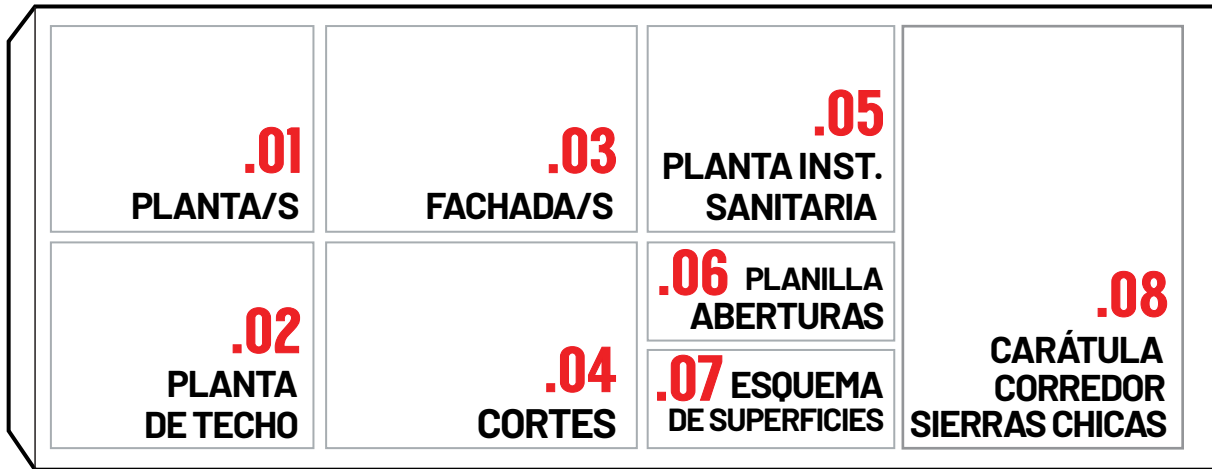 .01
PLANTA/S
.02
PLANTA
DE TECHO
.03
FACHADA/S
.04
CORTES
.05
PLANTA INST.
SANITARIA
.06 PLANILLA
ABERTURAS
.07 ESQUEMA
DE SUPERFICIES
.08
CARÁTULA
CORREDOR
SIERRAS CHICAS